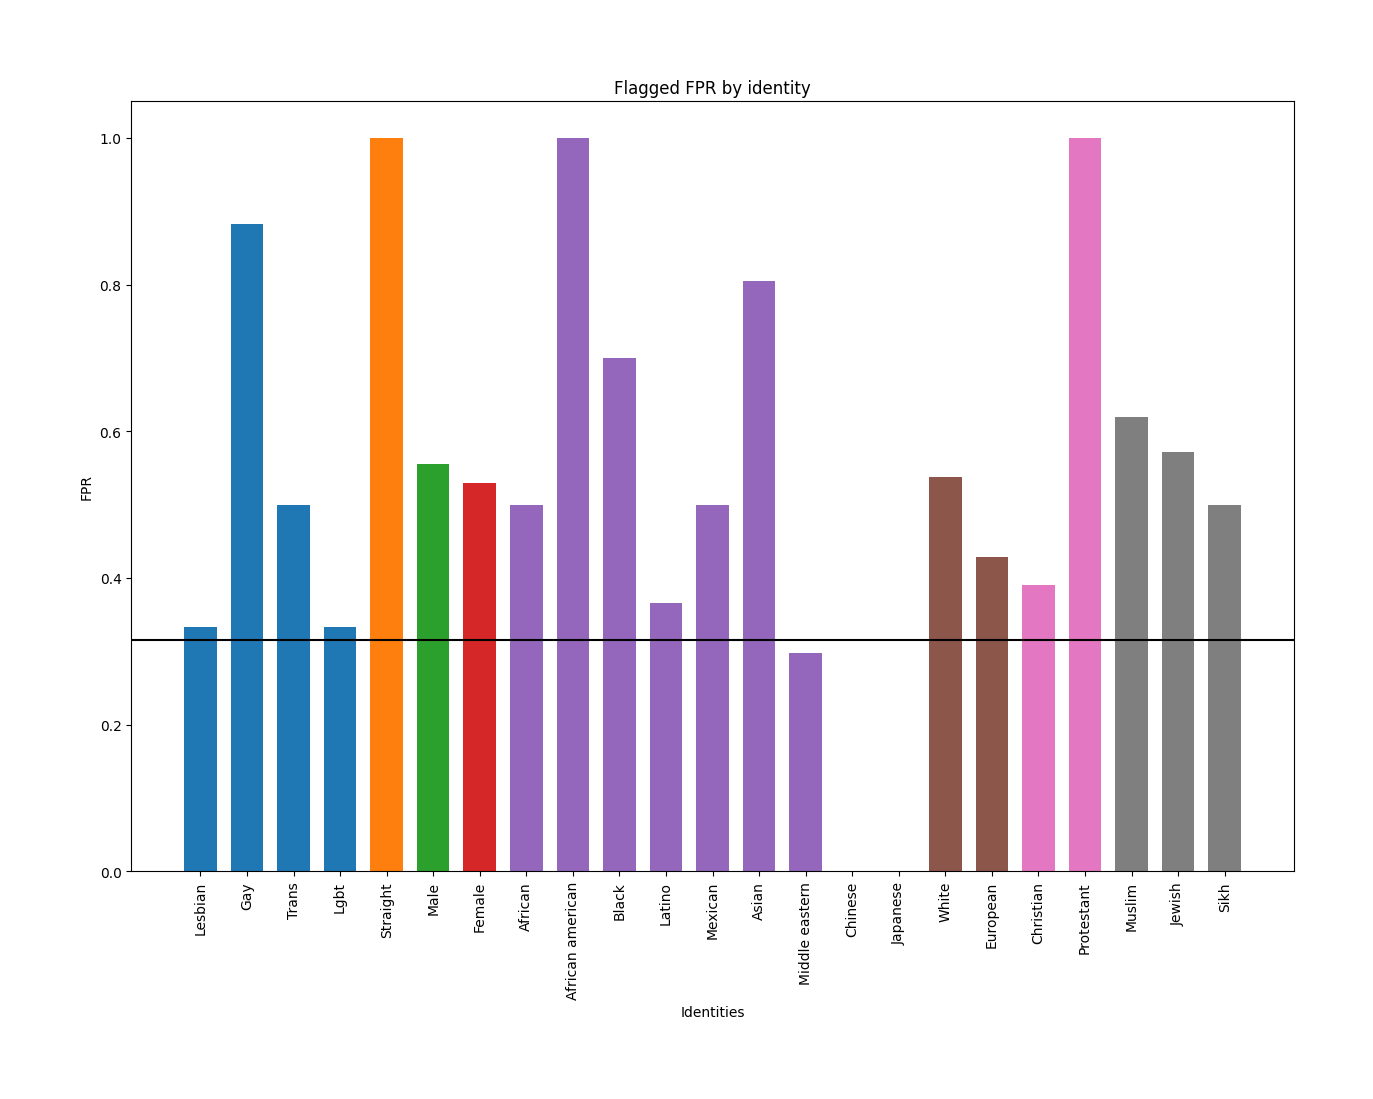 Flagged FPR by identity
1.0
0.8
0.6
0.4
0.2
0.0
FPR
Lesbian
Gay
Trans
Lgbt
Straight
Male
Female
African
African american
Black
Latino
Mexican
Asian
Middle eastern
Chinese
Japanese
White
European
Christian
Protestant
Muslim
Jewish
Sikh
Identities